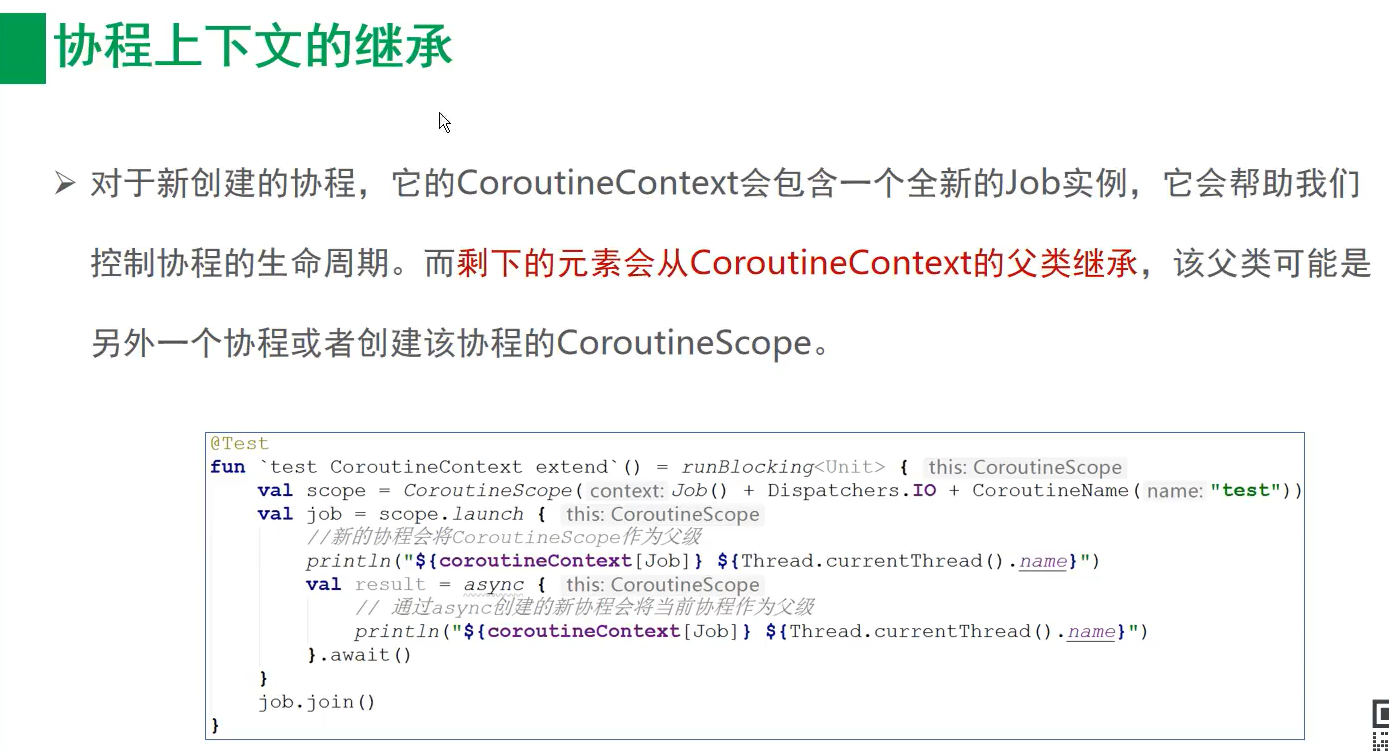 协程上下文的继承
➢ 对于新创建的协程，它的CoroutineContext会包含一个全新的Job实例，它会帮助我们
控制协程的生命周期。而剩下的元素会从CoroutineContext的父类继承，该父类可能是
另外一个协程或者创建该协程的CoroutineScope。
@Test
fun `test CoroutineContext extend`() = runBlocking<Unit> { this: CoroutineScope
    val scope = CoroutineScope( context: Job() + Dispatchers.IO + CoroutineName( name: "test"))
    val job = scope.launch { this: CoroutineScope
        //新的协程会将CoroutineScope作为父级
        println("${coroutineContext[Job]} ${Thread.currentThread().name}")
        val result = async { this: CoroutineScope
            // 通过async创建的新协程会将当前协程作为父级
            println("${coroutineContext[Job]} ${Thread.currentThread().name}")
        }.await()
    }
    job.join()
}